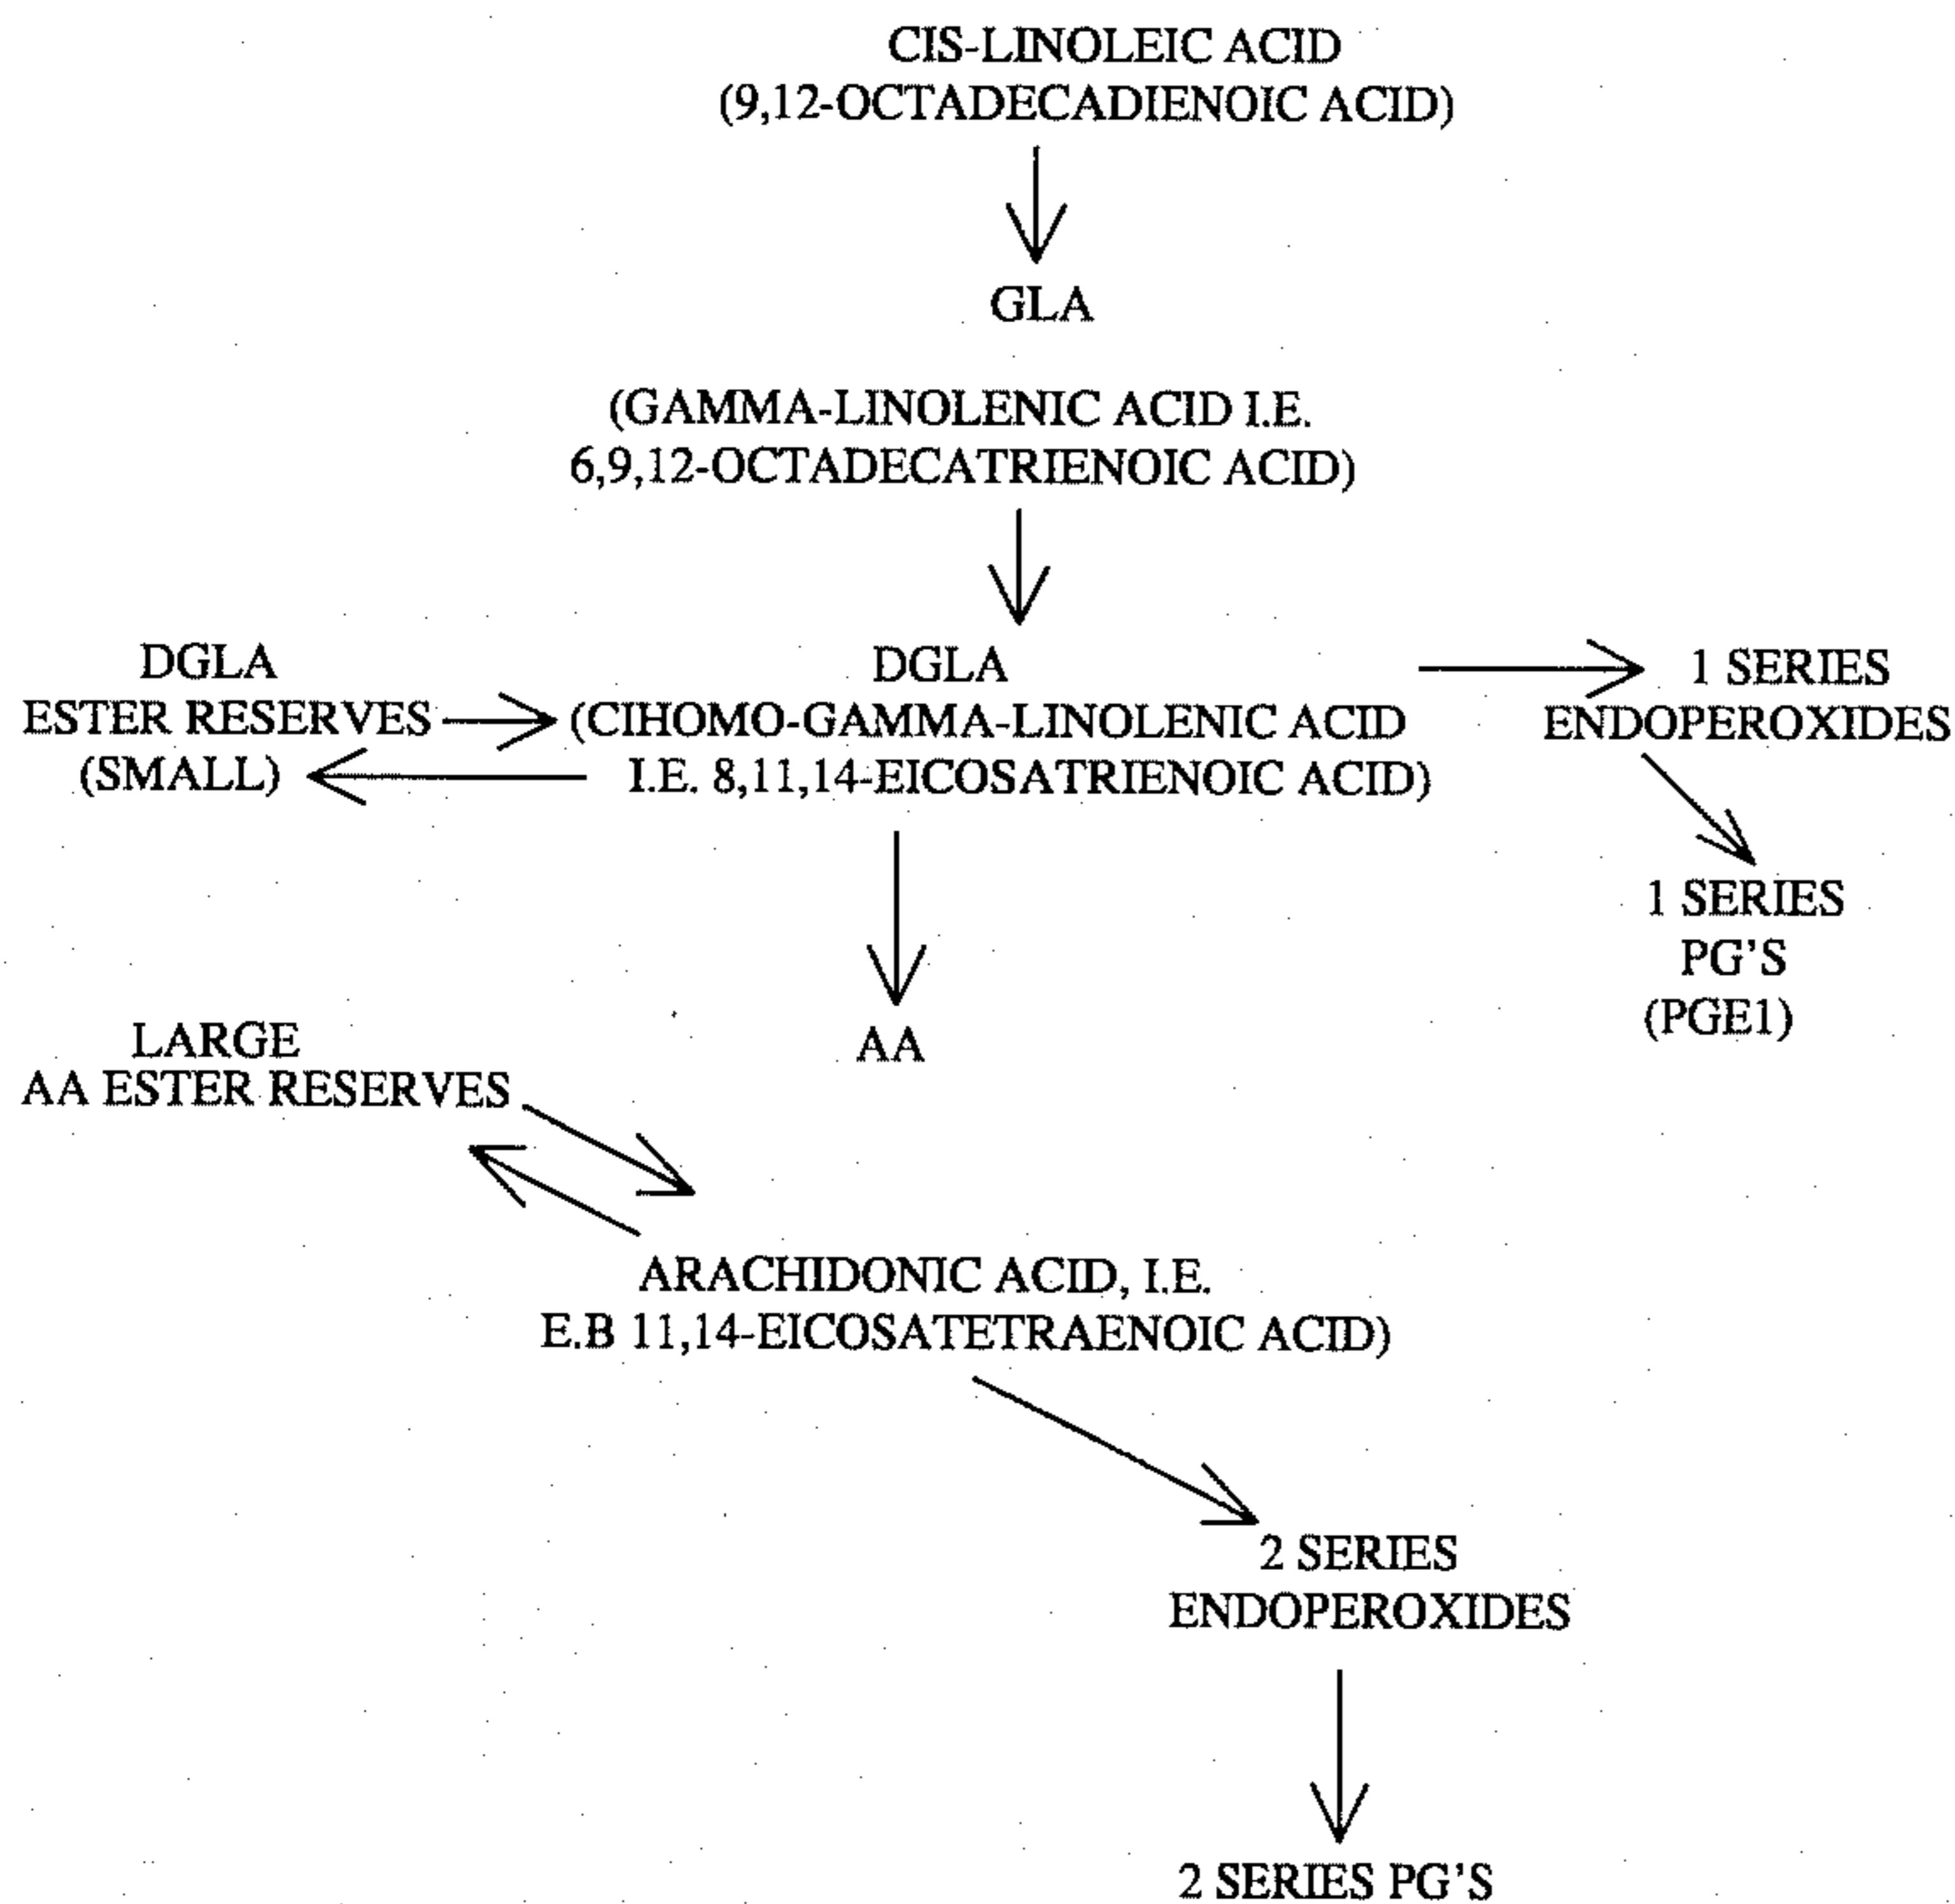 CIS-LINOLEIC ACID
(9,12-OCTADECADIENOIC ACID)
GLA
(GAMMA-LINOLENIC ACID I.E.
6,9,12-OCTADECATRIENOIC ACID)
DGLA
ESTER RESERVES
(SMALL)
DGLA
(CIHOMO-GAMMA-LINOLENIC ACID
I.E. 8,11,14-EICOSATRIENOIC ACID)
1 SERIES
ENDOPEROXIDES
1 SERIES
PG'S
(PGE1)
LARGE
AA ESTER RESERVES
AA
ARACHIDONIC ACID, I.E.
E.B 11,14-EICOSATETRAENOIC ACID)
2 SERIES
ENDOPEROXIDES
2 SERIES PG'S